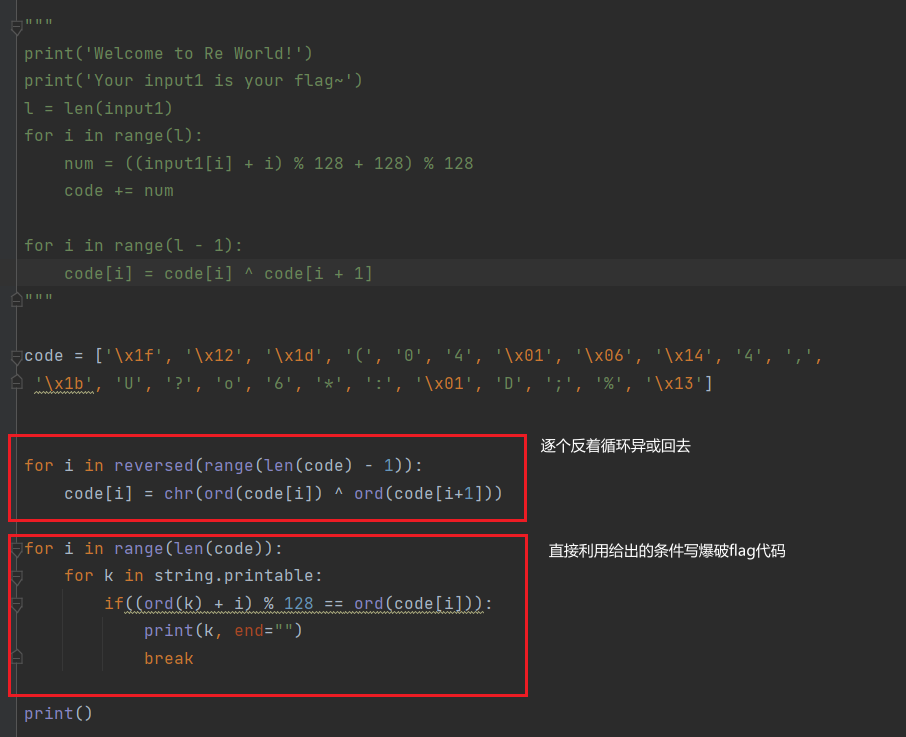 """
print('Welcome to Re World!')
print('Your input1 is your flag~')
l = len(input1)
for i in range(l):
    num = ((input1[i] + i) % 128 + 128) % 128
    code += num
for i in range(l - 1):
    code[i] = code[i] ^ code[i + 1]
"""
code = ['\x1f', '\x12', '\x1d', '(', '0', '4', '\x01', '\x06', '\x14', '4', ',',
 '\x1b', 'U', '?', 'o', '6', '*', ':', '\x01', 'D', ';', '%', '\x13']
for i in reversed(range(len(code) - 1)):
逐个反着循环异或回去
    code[i] = chr(ord(code[i]) ^ ord(code[i+1]))
for i in range(len(code)):
直接利用给出的条件写爆破flag代码
    for k in string.printable:
        if((ord(k) + i) % 128 == ord(code[i])):
            print(k, end="")
            break
print()